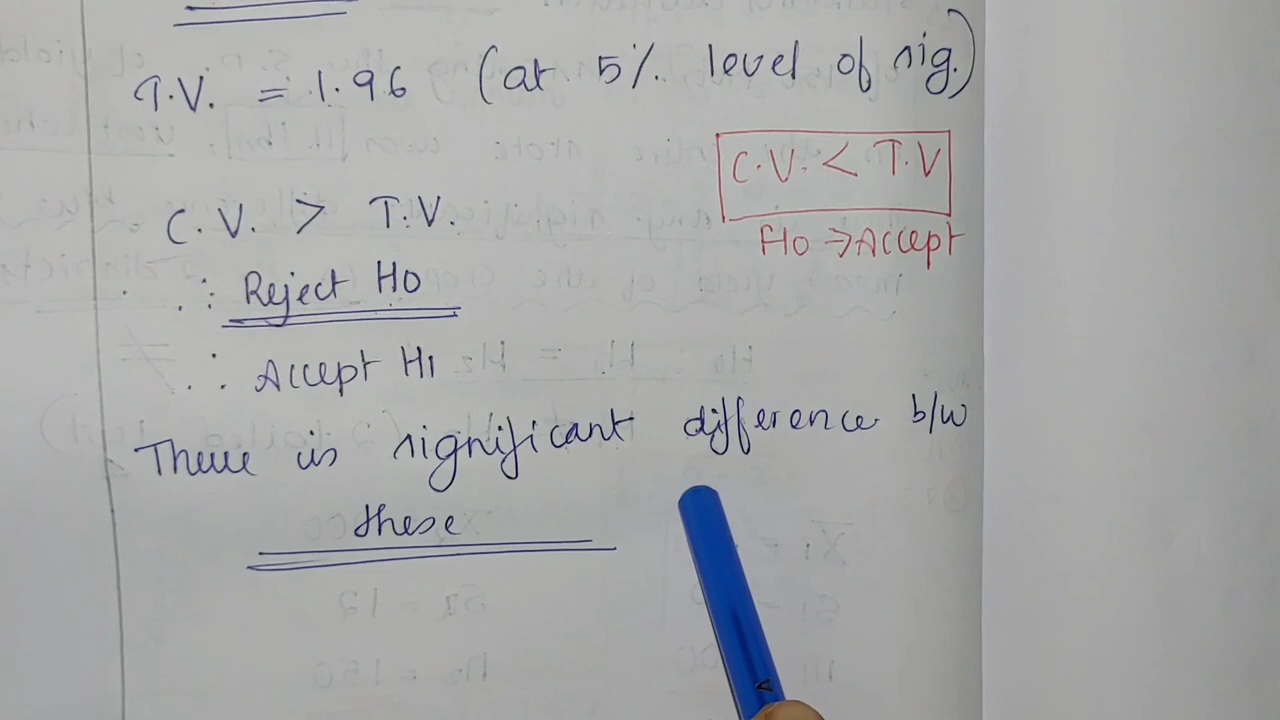 T.V. = 1.96 (at 5% level of sig.)
C.V. < T.V
H0 ⇒ Accept
C.V. > T.V.
∴ Reject H0
∴ Accept H1
There is significant difference b/w
these